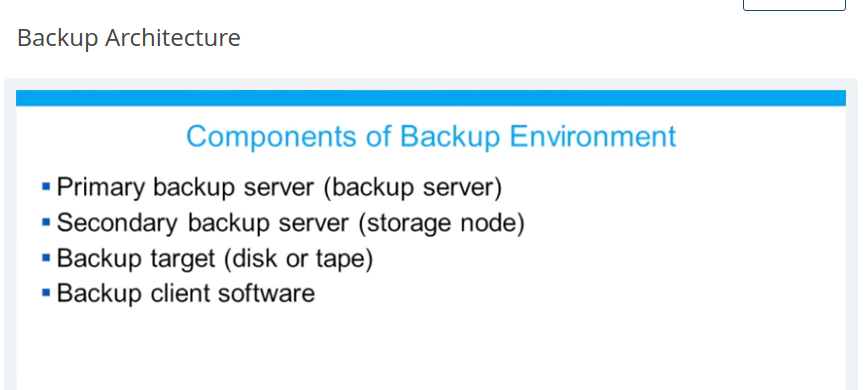 Backup Architecture
Components of Backup Environment
▪ Primary backup server (backup server)
▪ Secondary backup server (storage node)
▪ Backup target (disk or tape)
▪ Backup client software